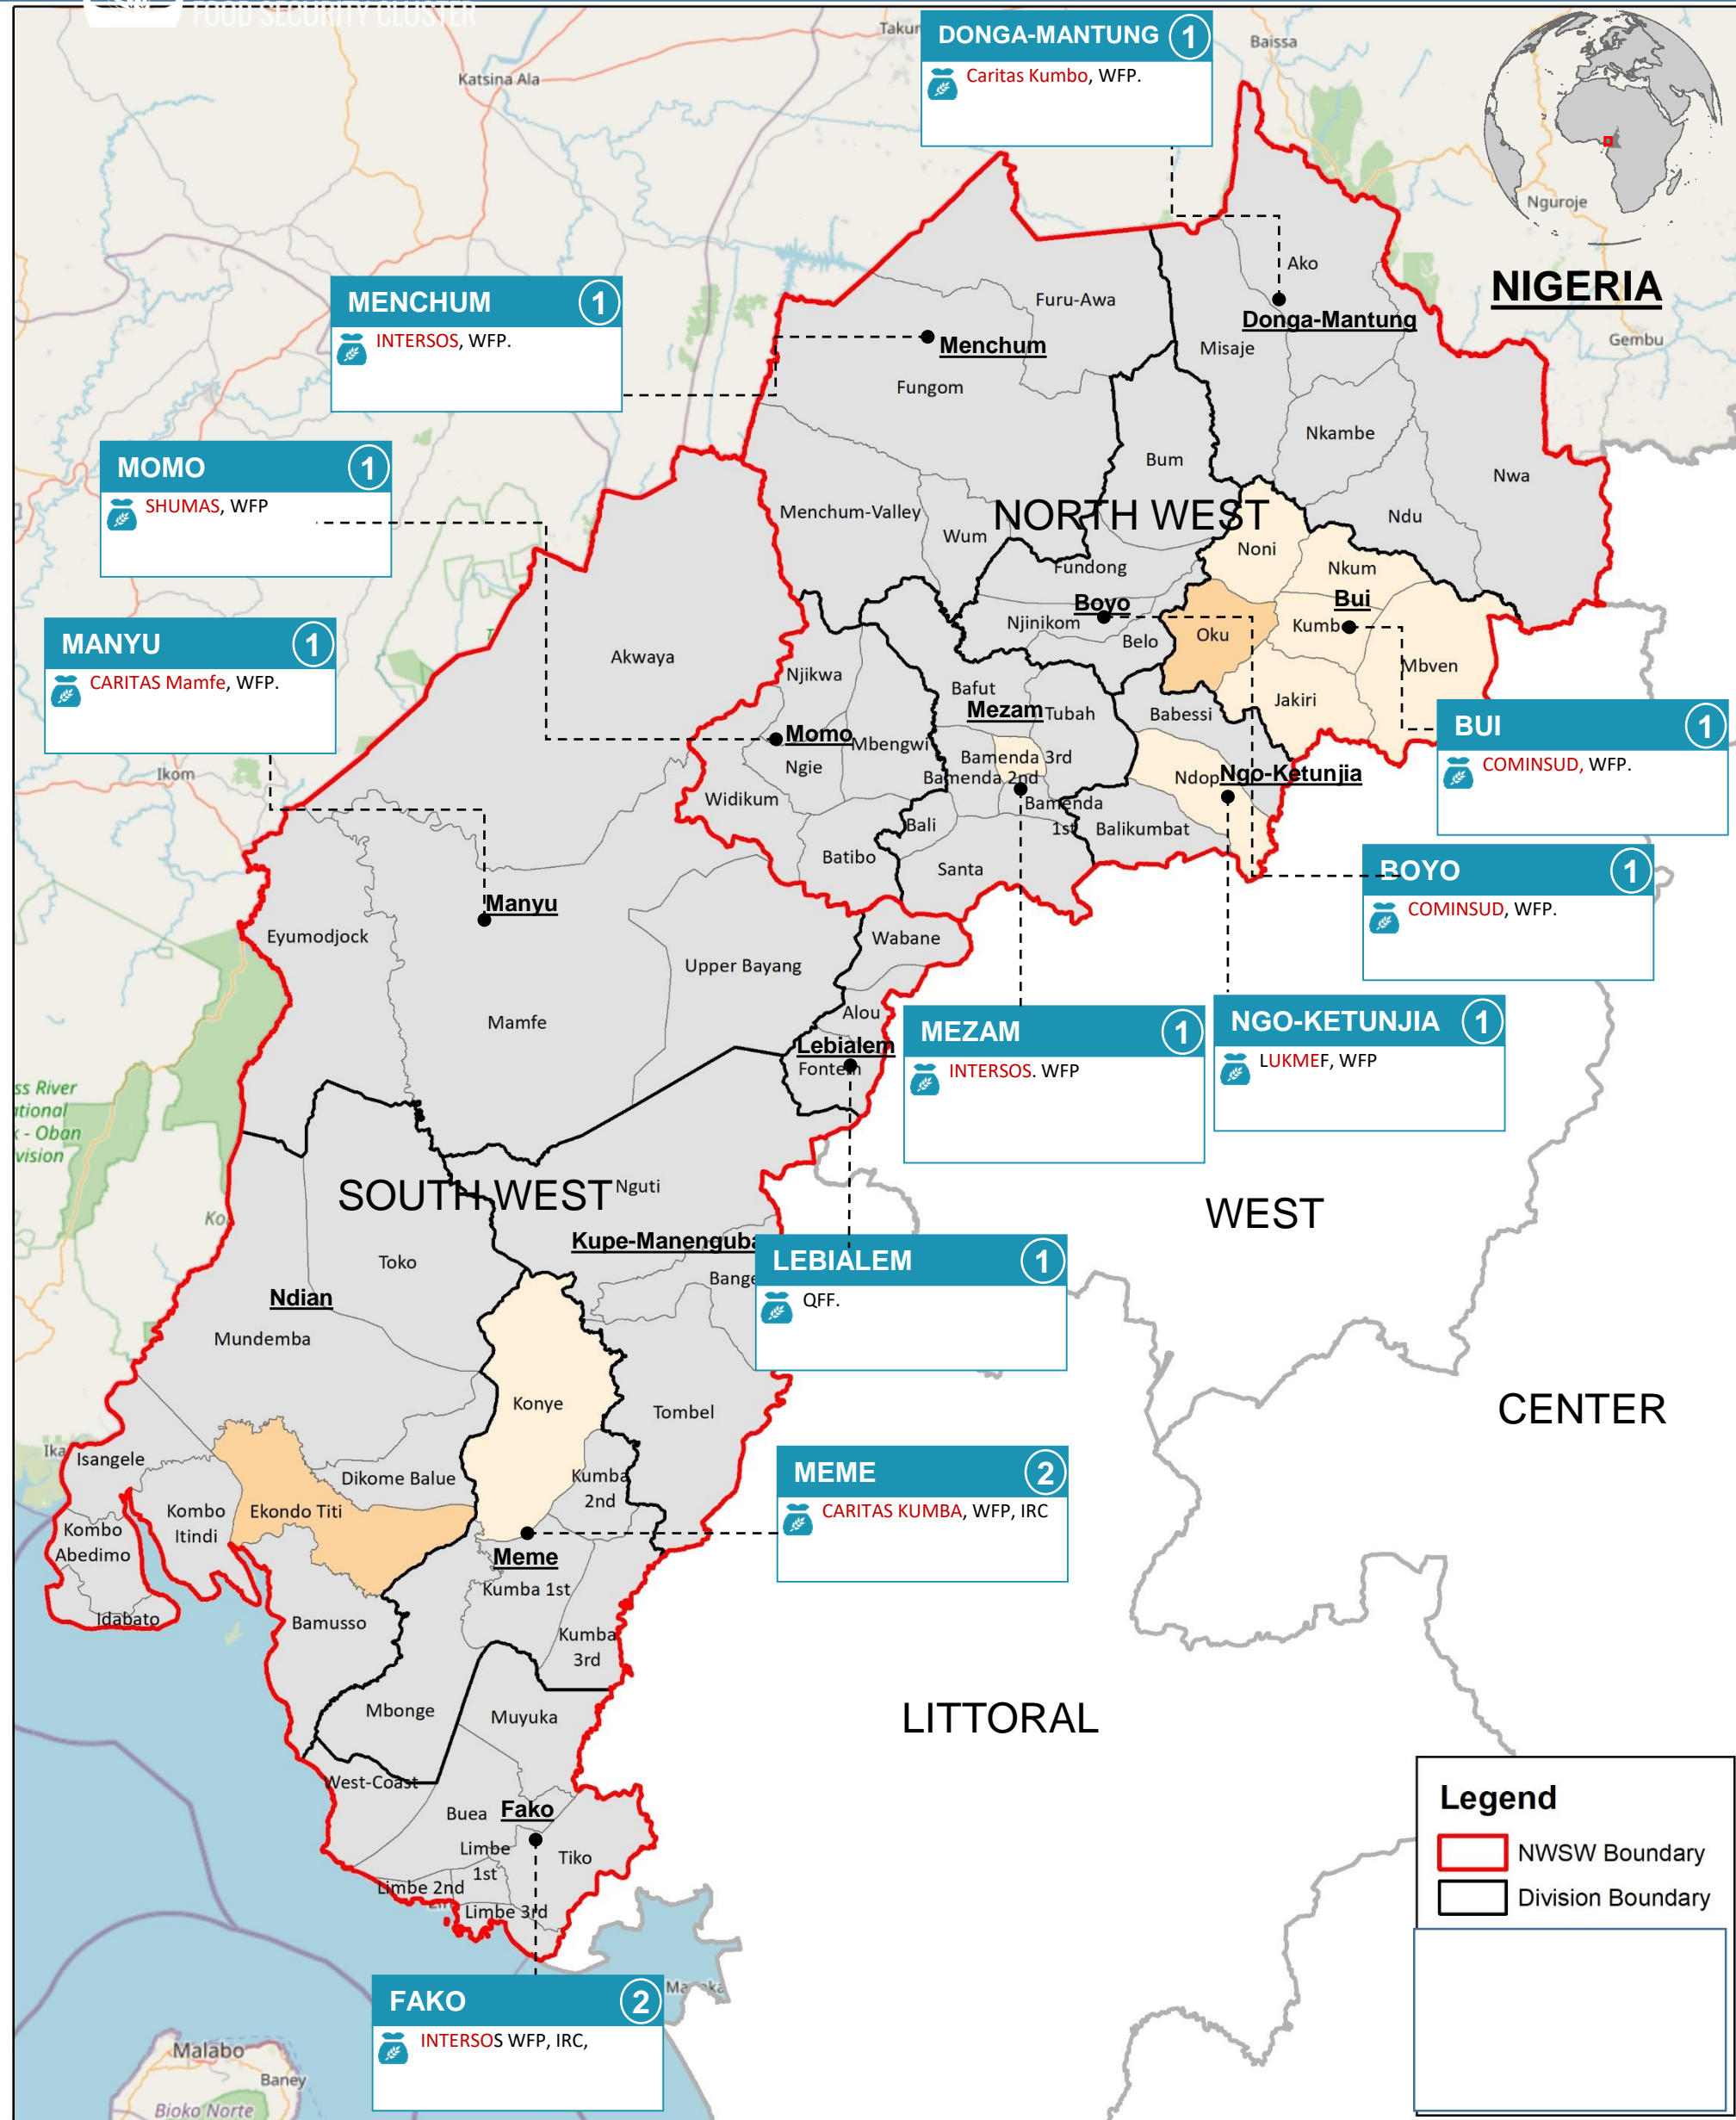 FOOD SECURITY CLUSTER
Katsina Ala
Baissa
Nguroje
Gembu
NIGERIA
DONGA-MANTUNG 1
Caritas Kumbo, WFP.
MENCHUM 1
INTERSOS, WFP.
MOMO 1
SHUMAS, WFP
MANYU 1
CARITAS Mamfe, WFP.
BUI 1
COMINSUD, WFP.
BOYO 1
COMINSUD, WFP.
NGO-KETUNJIA 1
LUKMEF, WFP
MEZAM 1
INTERSOS. WFP
LEBIALEM 1
QFF.
MEME 2
CARITAS KUMBA, WFP, IRC
FAKO 2
INTERSOS WFP, IRC,
NORTH WEST
Ako
Donga-Mantung
Misaje
Furu-Awa
Menchum
Fungom
Nkambe
Nwa
Ndu
Bum
Menchum-Valley
Wum
Fundong
Boyo
Njinikom
Belo
Noni
Nkum
Bui
Kumb
Oku
Mbven
Jakiri
Akwaya
Njikwa
Momo
Mbengwi
Ngie
Widikum
Batibo
Bafut
Mezam
Tubah
Bamenda 3rd
Bamenda 2nd
Bamenda
1st
Bali
Santa
Babessi
Ndop
Ngo-Ketunjia
Balikumbat
Ikom
Manyu
Eyumodjock
Upper Bayang
Mamfe
Wabane
Alou
Lebialem
Fontem
ss River
ational
k - Oban
vision
SOUTH WEST
Nguti
Kupe-Manenguba
Bange
Toko
Ndian
Mundemba
Konye
Tombel
Isangele
Dikome Balue
Kumba
2nd
Kombo
Itindi
Ekondo Titi
Kombo
Abedimo
Idabato
Meme
Kumba 1st
Bamusso
Kumba
3rd
Mbonge
Muyuka
West-Coast
Buea
Fako
Limbe
1st
Tiko
Limbe 2nd
Limbe 3rd
WEST
CENTER
LITTORAL
Malabo
Baney
Bioko Norte
Legend
NWSW Boundary
Division Boundary